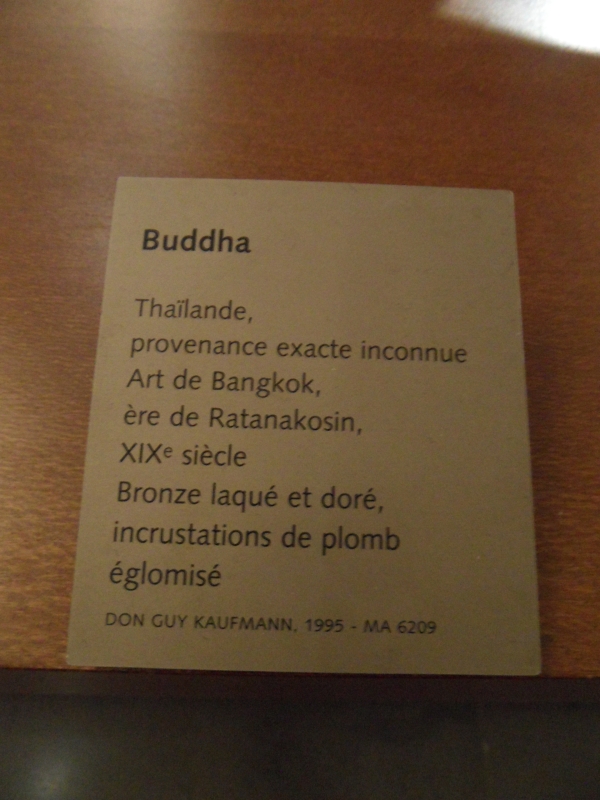 Buddha
Thaïlande,
provenance exacte inconnue
Art de Bangkok,
ère de Ratanakosin,
XIXe siècle
Bronze laqué et doré,
incrustations de plomb
églomisé
DON GUY KAUFMANN, 1995 - MA 6209